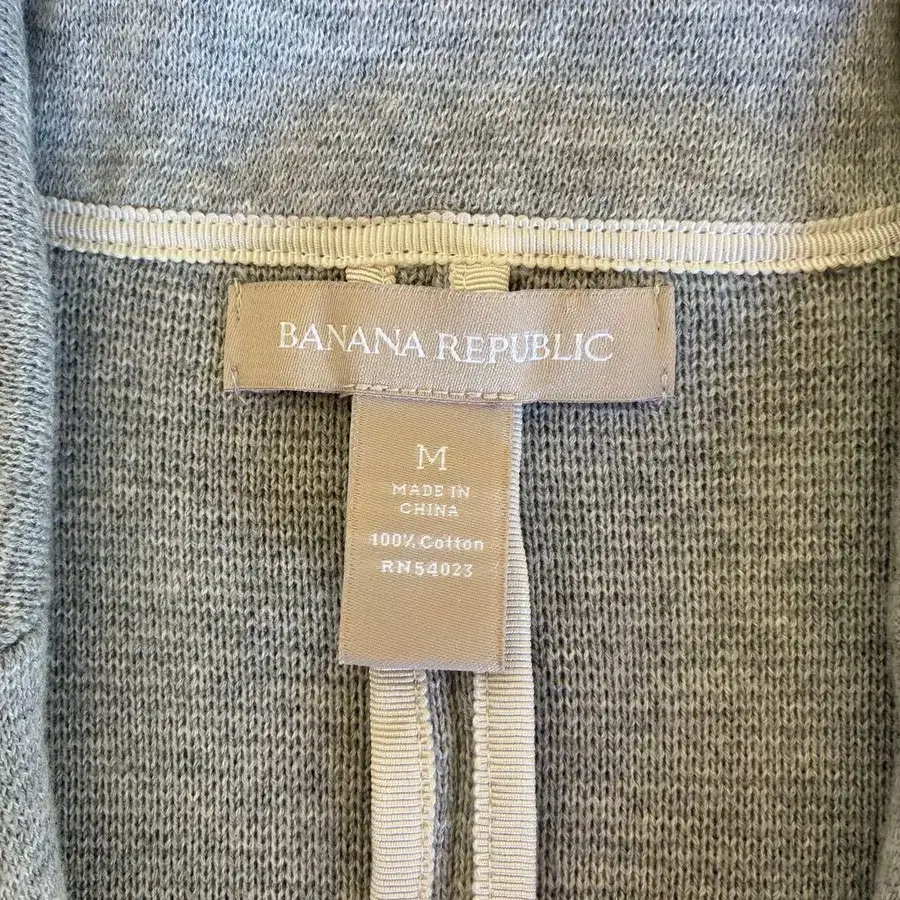 BANANA REPUBLIC
M
MADE IN
CHINA
100% Cotton
RN54023